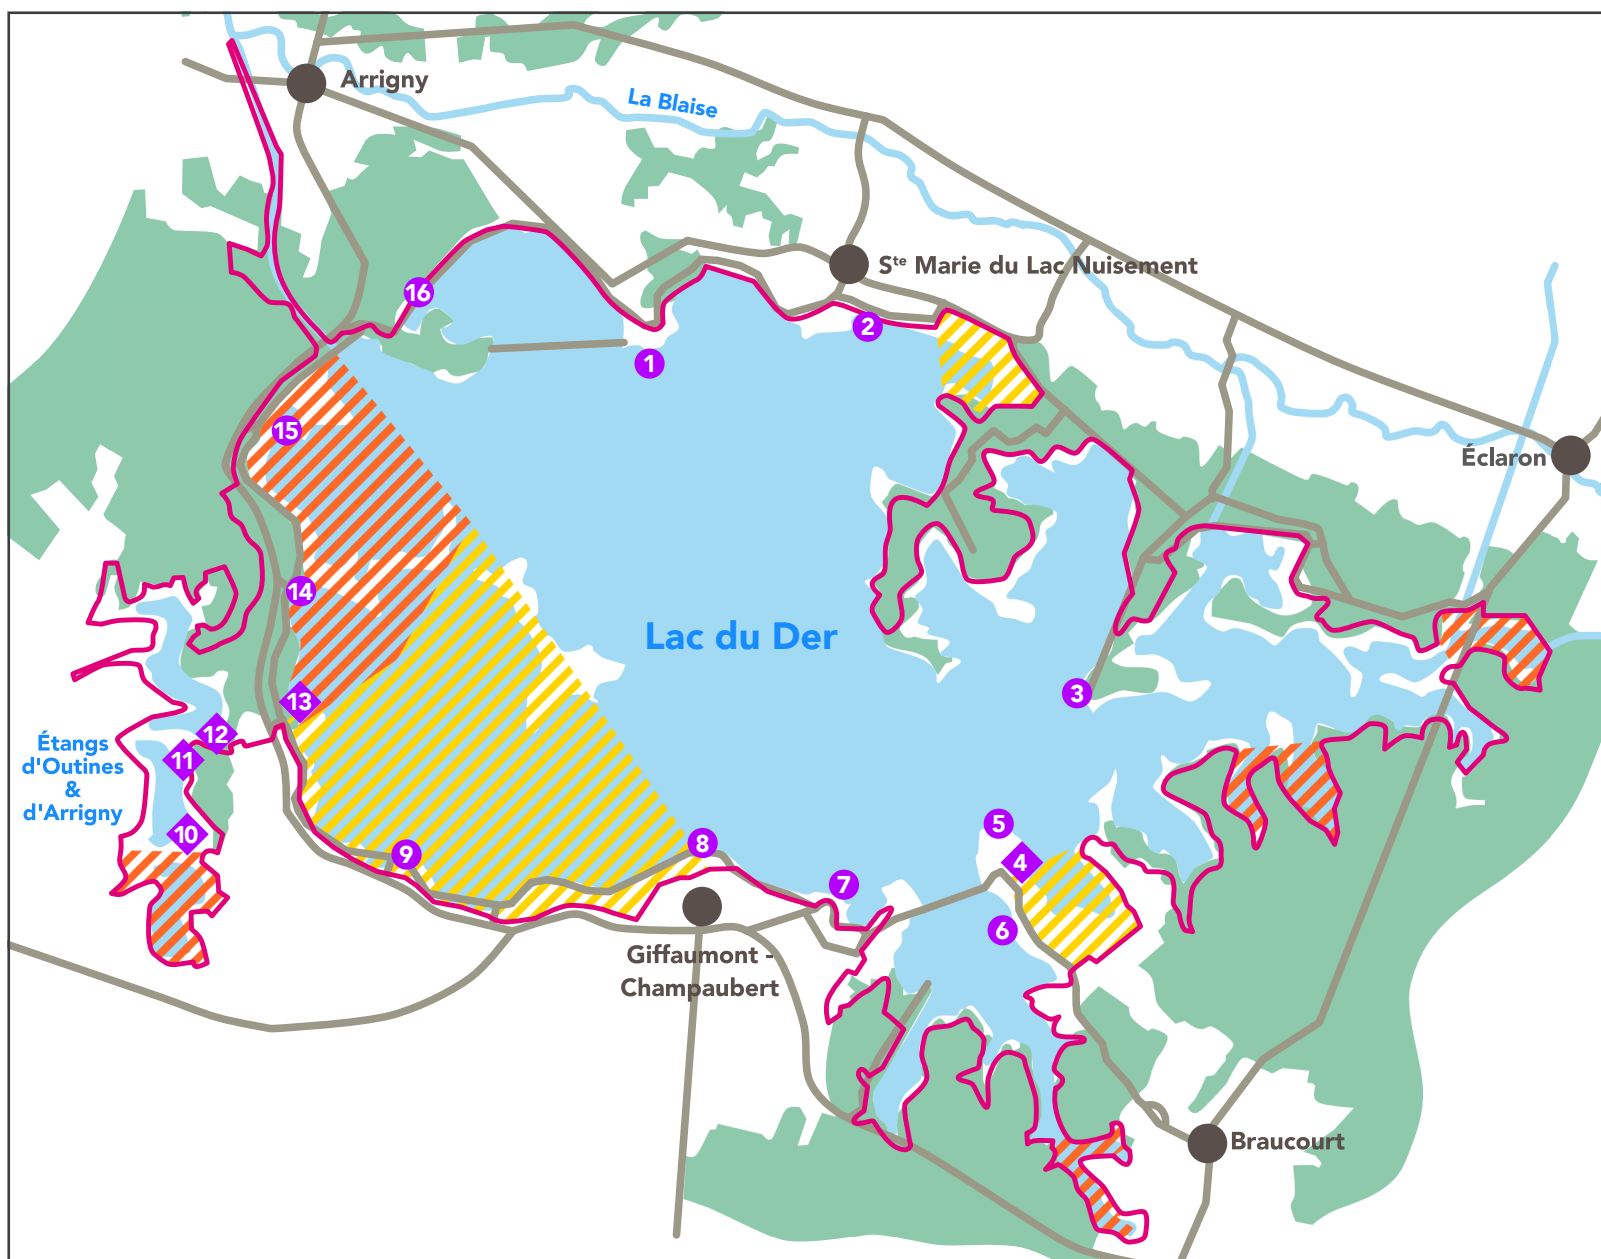 Arrigny
La Blaise
Sᵗᵉ Marie du Lac Nuisement
16
2
1
15
Éclaron
14
Lac du Der
3
13
12
Étangs
d'Outines
&
d'Arrigny
11
10
9
8
5
4
7
6
Giffaumont -
Champaubert
Braucourt